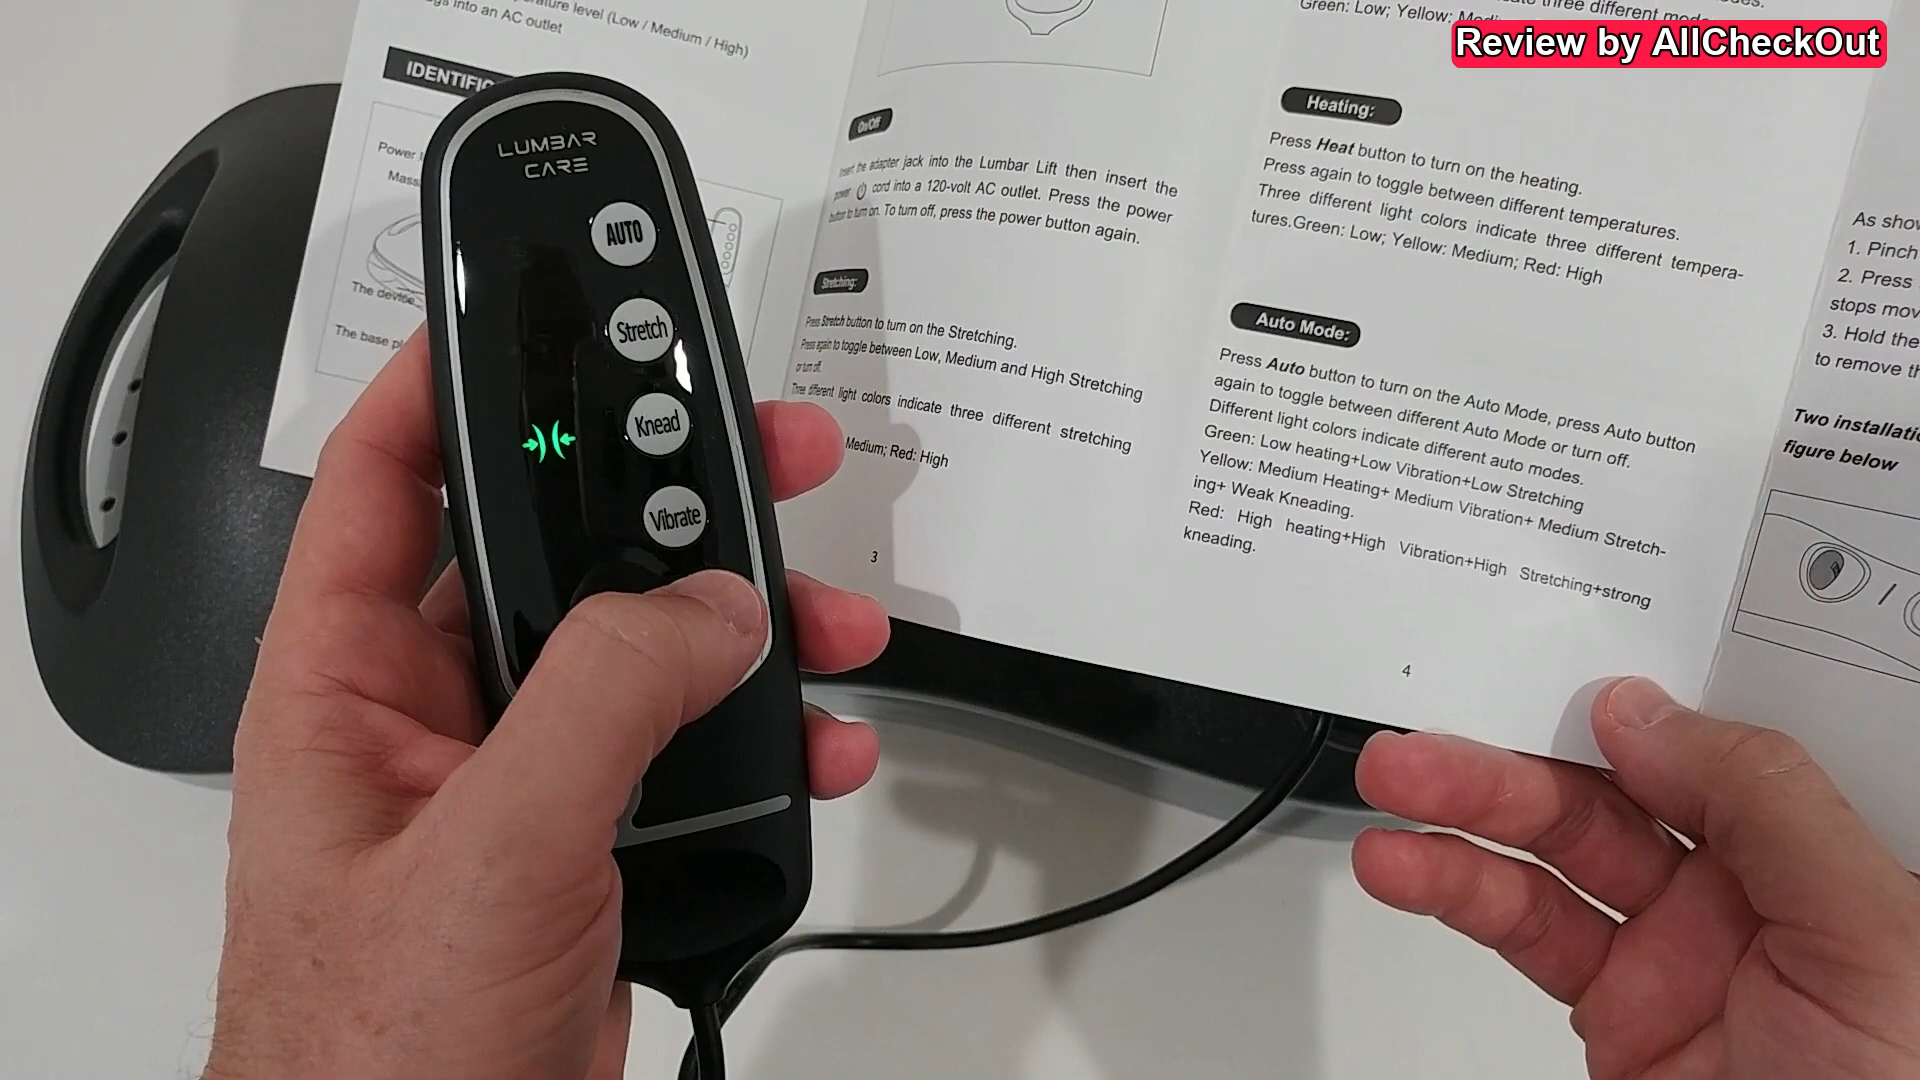 Review by AllCheckOut
LUMBAR
CARE
AUTO
Stretch
Knead
Vibrate
level (Low / Medium / High)
into an AC outlet
Power
The device
The base
On/Off
Insert the adapter jack into the Lumbar Lift then insert the
power cord into a 120-volt AC outlet. Press the power
button to turn on. To turn off, press the power button again.
Stretching:
Press Stretch button to turn on the Stretching.
Press again to toggle between Low, Medium and High Stretching
or turn off.
Three different light colors indicate three different stretching
Medium; Red: High
3
three different
Green: Low; Yellow:
Heating:
Press Heat button to turn on the heating.
Press again to toggle between different temperatures.
Three different light colors indicate three different tempera-
tures.Green: Low; Yellow: Medium; Red: High
Auto Mode:
Press Auto button to turn on the Auto Mode, press Auto button
again to toggle between different Auto Mode or turn off.
Different light colors indicate different auto modes.
Green: Low heating+Low Vibration+Low Stretching
Yellow: Medium Heating+ Medium Vibration+ Medium Stretch-
ing+ Weak Kneading.
Red: High heating+High Vibration+High Stretching+strong
kneading.
4
As
1. Pinch
2. Press
stops
3. Hold the
to remove
Two
figure below